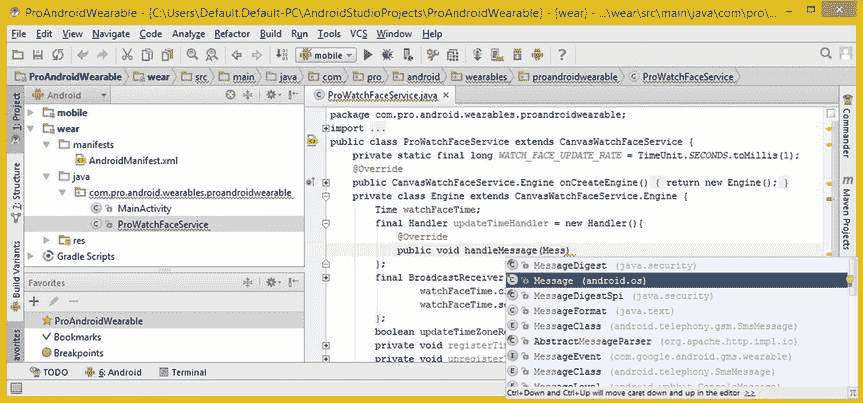 ProAndroidWearable - [C:\Users\Default.Default-PC\AndroidStudioProjects\ProAndroidWearable] - [wear] - ...\wear\src\main\java\com\pro\...
File Edit View Navigate Code Analyze Refactor Build Run Tools VCS Window Help
mobile
ProAndroidWearable wear src main java com pro android wearables proandroidwearable ProWatchFaceService
1: Project
Z: Structure
Build Variants
Favorites
Android
mobile
wear
manifests
AndroidManifest.xml
java
com.pro.android.wearables.proandroidwearable
MainActivity
ProWatchFaceService
res
Gradle Scripts
Favorites
ProAndroidWearable
Bookmarks
Breakpoints
ProWatchFaceService.java
package com.pro.android.wearables.proandroidwearable;
import ...
public class ProWatchFaceService extends CanvasWatchFaceService {
private static final long WATCH_FACE_UPDATE_RATE = TimeUnit.SECONDS.toMillis(1);
@Override
public CanvasWatchFaceService.Engine onCreateEngine() { return new Engine(); }
private class Engine extends CanvasWatchFaceService.Engine {
Time watchFaceTime;
final Handler updateTimeHandler = new Handler(){
@Override
public void handleMessage(Mess)
};
final BroadcastReceiver
watchFaceTime.c
watchFaceTime.s
};
boolean updateTimeZoneR
private void registerTi
private void unregister
MessageDigest (java.security)
Message (android.os)
MessageDigestSpi (java.security)
MessageFormat (java.text)
MessageClass (android.telephony.gsm.SmsMessage)
AbstractMessageParser (org.apache.http.impl.io)
MessageEvent (com.google.android.gms.wearable)
MessageClass (android.telephony.SmsMessage)
MessageLevel (android.webkit.ConsoleMessage)
Ctrl+Down and Ctrl+Up will move caret down and up in the editor >>
Commander
Maven Projects
TODO 6: Android Terminal